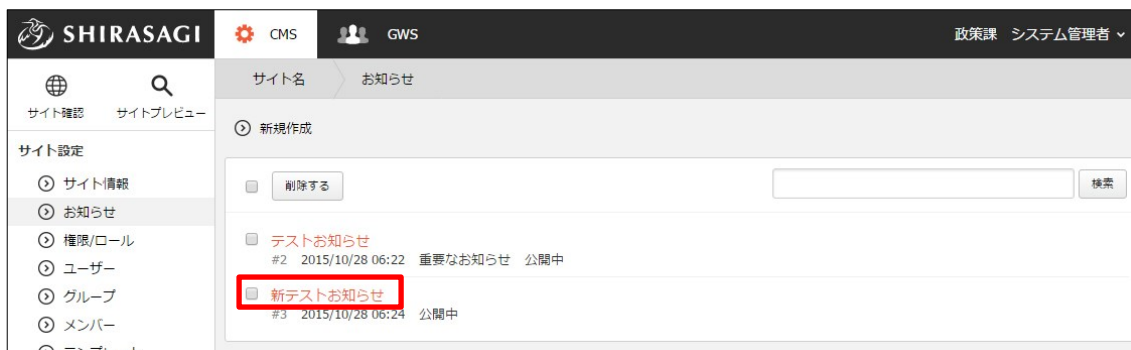 SHIRASAGI CMS GWS 政策課 システム管理者
サイト確認 サイトプレビュー
サイト名 お知らせ
新規作成
サイト設定
サイト情報
お知らせ
権限/ロール
ユーザー
グループ
メンバー
削除する 検索
テストお知らせ
#2 2015/10/28 06:22 重要なお知らせ 公開中
新テストお知らせ
#3 2015/10/28 06:24 公開中